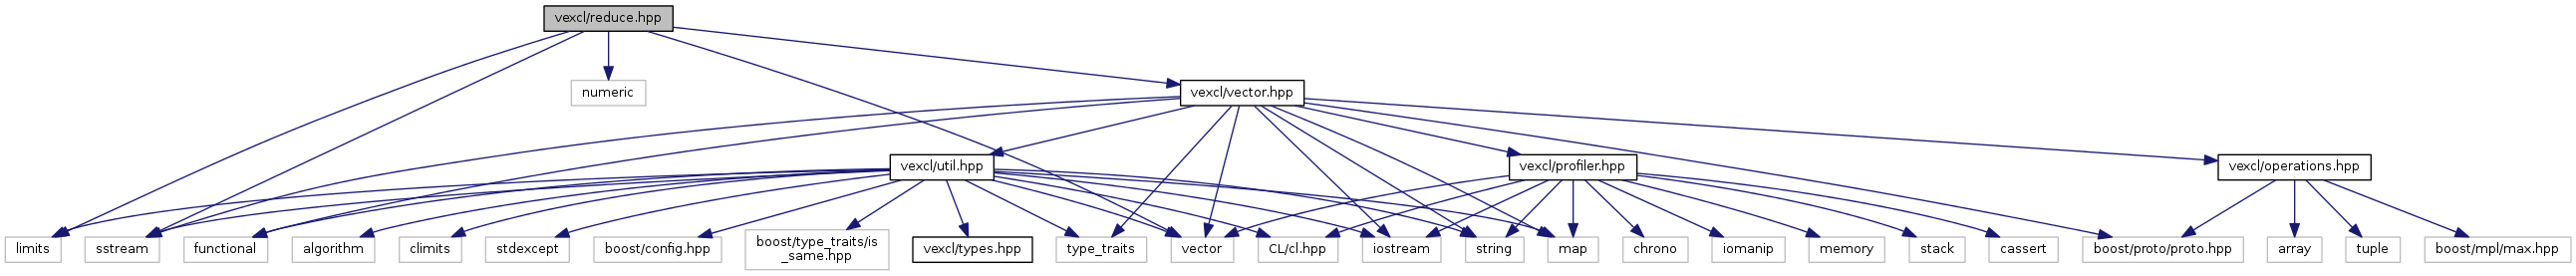 vexcl/reduce.hpp
numeric
vexcl/vector.hpp
vexcl/util.hpp
vexcl/profiler.hpp
vexcl/operations.hpp
limits
sstream
functional
algorithm
climits
stdexcept
boost/config.hpp
boost/type_traits/is
_same.hpp
vexcl/types.hpp
type_traits
vector
CL/cl.hpp
iostream
string
map
chrono
iomanip
memory
stack
cassert
boost/proto/proto.hpp
array
tuple
boost/mpl/max.hpp